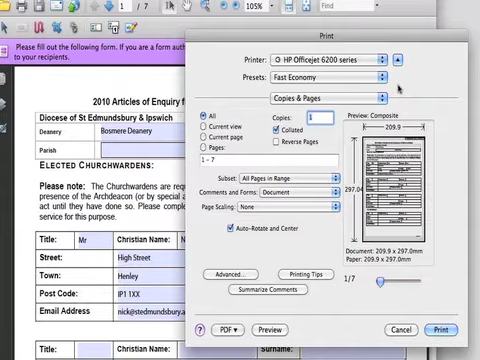 1 / 7
105%
Find
Please fill out the following form. If you are a form auth
to your recipients.
2010 Articles of Enquiry f
Diocese of St Edmundsbury & Ipswich
Deanery Bosmere Deanery
Parish
ELECTED CHURCHWARDENS:
Please note: The Churchwardens are requ
presence of the Archdeacon (or by special a
act until they have done so. Please comple
service for this purpose.
Title: Mr Christian Name: N
Street: High Street
Town: Henley
Post Code: IP1 1XX
Email Address nick@stedmundsbury.a
Title: Christian Name: Surname:
Print
Printer: HP Officejet 6200 series
Presets: Fast Economy
Copies & Pages
All
Current view
Current page
Pages:
1 - 7
Copies: 1
Collated
Reverse Pages
Subset: All Pages in Range
Comments and Forms: Document
Page Scaling: None
Auto-Rotate and Center
Advanced...
Printing Tips
Summarize Comments
Preview: Composite
209.9
297.04
Document: 209.9 x 297.0mm
Paper: 209.9 x 297.0mm
1/7
?
PDF
Preview
Cancel
Print